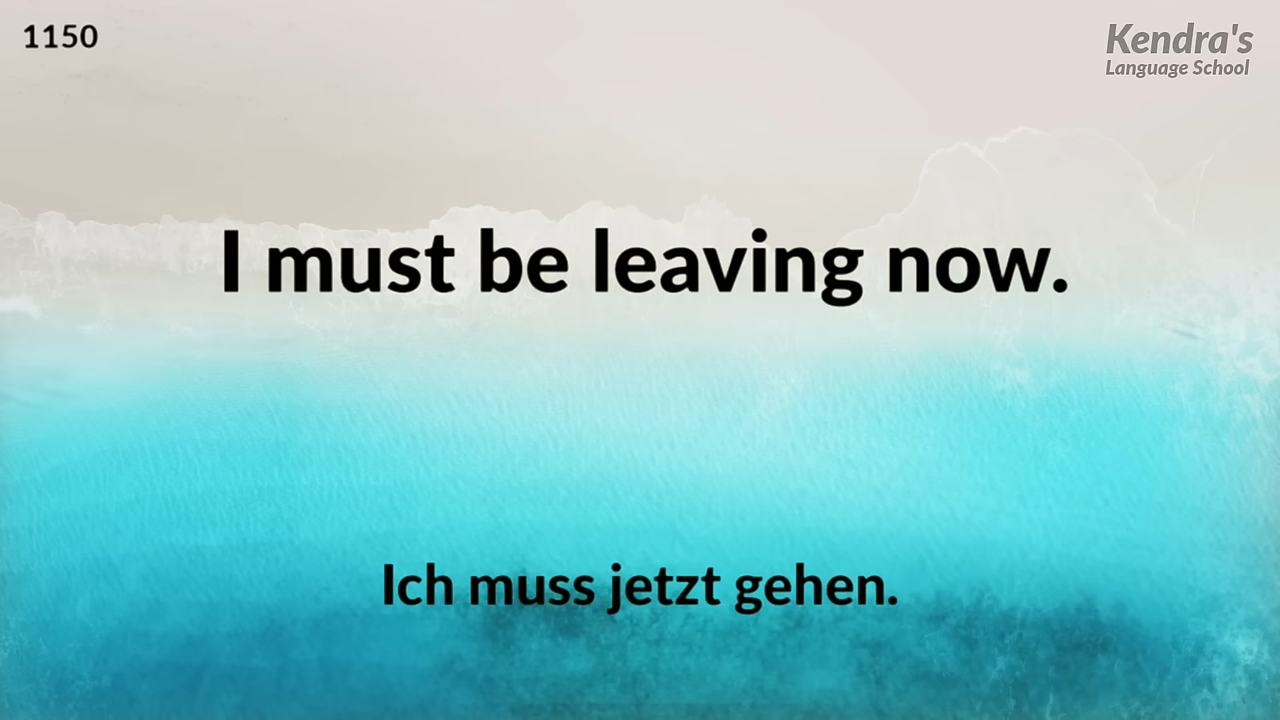 1150
Kendra's
Language School
I must be leaving now.
Ich muss jetzt gehen.